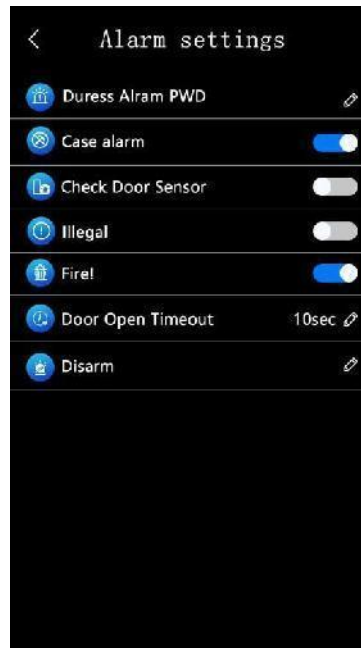 Alarm settings
Duress Alram PWD
Case alarm
Check Door Sensor
Illegal
Fire!
Door Open Timeout 10sec
Disarm